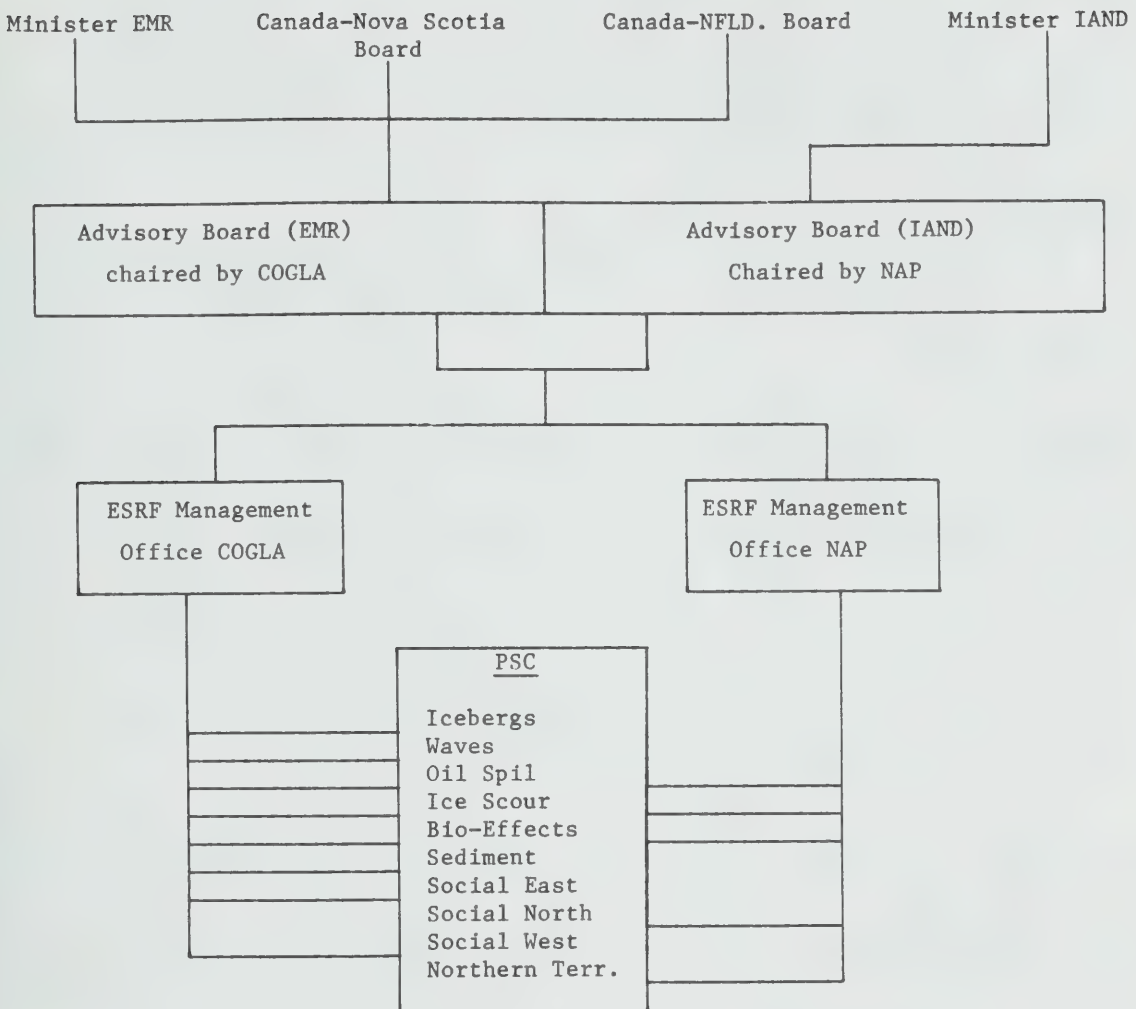 Minister EMR
Canada-Nova Scotia
Board
Canada-NFLD. Board
Minister IAND
Advisory Board (EMR)
chaired by COGLA
Advisory Board (IAND)
Chaired by NAP
ESRF Management
Office COGLA
ESRF Management
Office NAP
PSC
Icebergs
Waves
Oil Spil
Ice Scour
Bio-Effects
Sediment
Social East
Social North
Social West
Northern Terr.